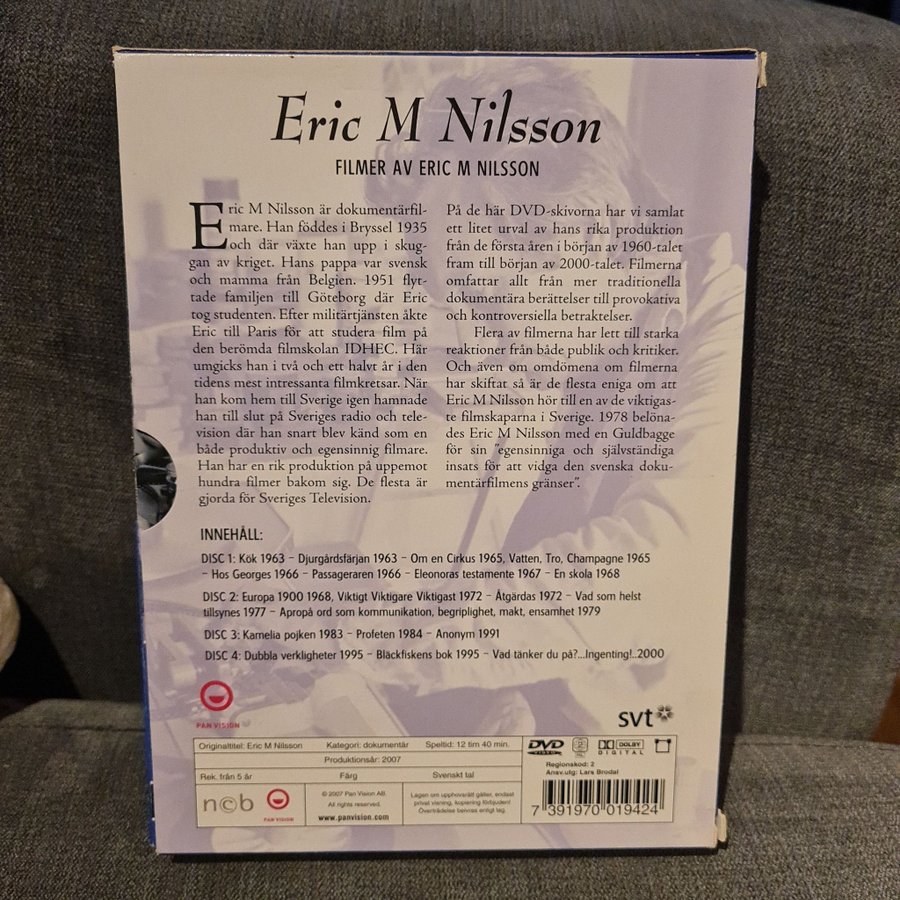 Eric M Nilsson
FILMER AV ERIC M NILSSON
Eric M Nilsson är dokumentärfil-
mare. Han föddes i Bryssel 1935
och där växte han upp i skug-
gan av kriget. Hans pappa var svensk
och mamma från Belgien. 1951 flyt-
tade familjen till Göteborg där Eric
tog studenten. Efter militärtjänsten åkte
Eric till Paris för att studera film på
den berömda filmskolan IDHEC. Här
umgicks han i två och ett halvt år i den
tidens mest intressanta filmkretsar. När
han kom hem till Sverige igen hamnade
han till slut på Sveriges radio och tele-
vision där han snart blev känd som en
både produktiv och egensinnig filmare.
Han har en rik produktion på uppemot
hundra filmer bakom sig. De flesta är
gjorda för Sveriges Television.
På de här DVD-skivorna har vi samlat
ett litet urval av hans rika produktion
från de första åren i början av 1960-talet
fram till början av 2000-talet. Filmerna
omfattar allt från mer traditionella
dokumentära berättelser till provokativa
och kontroversiella betraktelser.
Flera av filmerna har lett till starka
reaktioner från både publik och kritiker.
Och även om omdömena om filmerna
har skiftat så är de flesta eniga om att
Eric M Nilsson hör till en av de viktigas-
te filmskaparna i Sverige. 1978 belöna-
des Eric M Nilsson med en Guldbagge
för sin "egensinniga och självständiga
insats för att vidga den svenska doku-
mentärfilmens gränser".
INNEHÅLL:
DISC 1: Kök 1963 – Djurgårdsfärjan 1963 – Om en Cirkus 1965, Vatten, Tro, Champagne 1965
– Hos Georges 1966 – Passageraren 1966 – Eleonoras testamente 1967 – En skola 1968
DISC 2: Europa 1900 1968, Viktigt Viktigare Viktigast 1972 – Åtgärdas 1972 – Vad som helst
tillsynes 1977 – Apropå ord som kommunikation, begriplighet, makt, ensamhet 1979
DISC 3: Kamelia pojken 1983 – Profeten 1984 – Anonym 1991
DISC 4: Dubbla verkligheter 1995 – Bläckfiskens bok 1995 – Vad tänker du på?...Ingenting!..2000
PAN VISION
svt
Originaltitel: Eric M Nilsson Kategori: dokumentär Speltid: 12 tim 40 min.
Produktionsår: 2007
Rek. från 5 år Färg Svenskt tal
ncb
PAN VISION
© 2007 Pan Vision AB.
All rights reserved.
www.panvision.com
Lagen om upphovsrätt gäller, endast
privat visning, kopiering förbjuden!
Överträdelse beivras enligt lag.
DVD VIDEO 2 DOLBY DIGITAL
Regionskod: 2
Ansv.utg: Lars Brodal
7 391970 019424